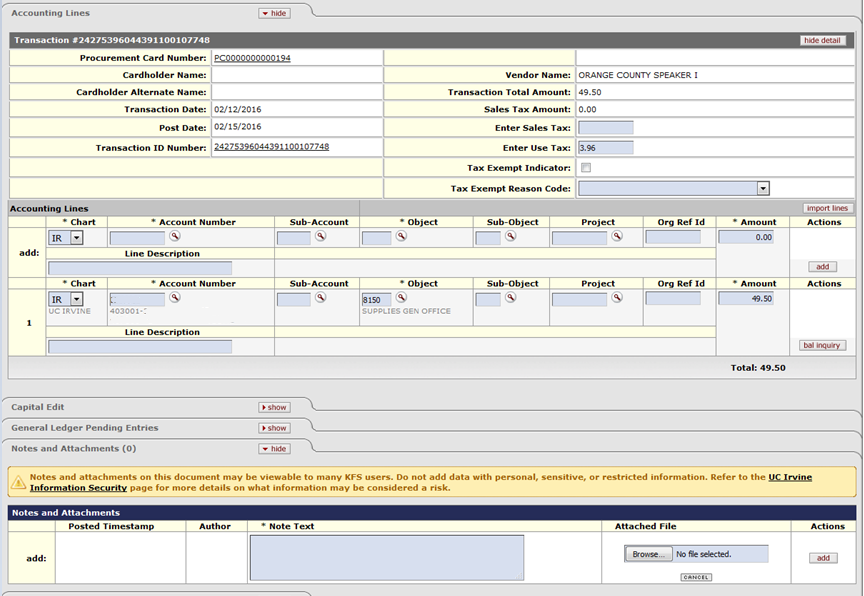 Accounting Lines hide
Transaction #24275396044391100107748 hide detail
Procurement Card Number: PC0000000000194
Cardholder Name: Vendor Name: ORANGE COUNTY SPEAKER I
Cardholder Alternate Name: Transaction Total Amount: 49.50
Transaction Date: 02/12/2016 Sales Tax Amount: 0.00
Post Date: 02/15/2016 Enter Sales Tax:
Transaction ID Number: 24275396044391100107748 Enter Use Tax: 3.96
Tax Exempt Indicator:
Tax Exempt Reason Code:
Accounting Lines import lines
* Chart * Account Number Sub-Account * Object Sub-Object Project Org Ref Id * Amount Actions
add: IR 0.00
Line Description
add
* Chart * Account Number Sub-Account * Object Sub-Object Project Org Ref Id * Amount Actions
IR 8150 49.50
UC IRVINE 403001- SUPPLIES GEN OFFICE
1
Line Description
bal inquiry
Total: 49.50
Capital Edit show
General Ledger Pending Entries show
Notes and Attachments (0) hide
Notes and attachments on this document may be viewable to many KFS users. Do not add data with personal, sensitive, or restricted information. Refer to the UC Irvine
Information Security page for more details on what information may be considered a risk.
Notes and Attachments
Posted Timestamp Author * Note Text Attached File Actions
add: Browse... No file selected. add
CANCEL